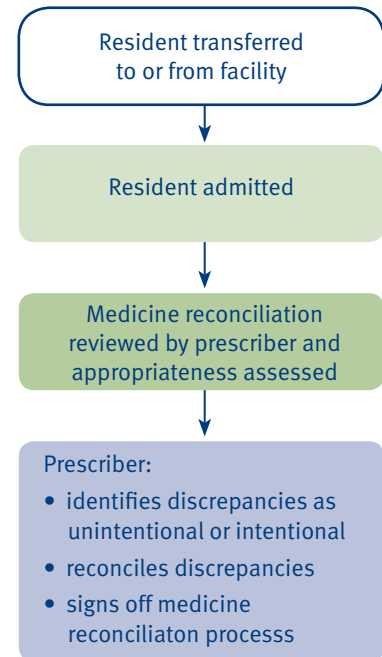 Resident transferred
to or from facility
Resident admitted
Medicine reconciliation
reviewed by prescriber and
appropriateness assessed
Prescriber:
• identifies discrepancies as
unintentional or intentional
• reconciles discrepancies
• signs off medicine
reconciliaton processs